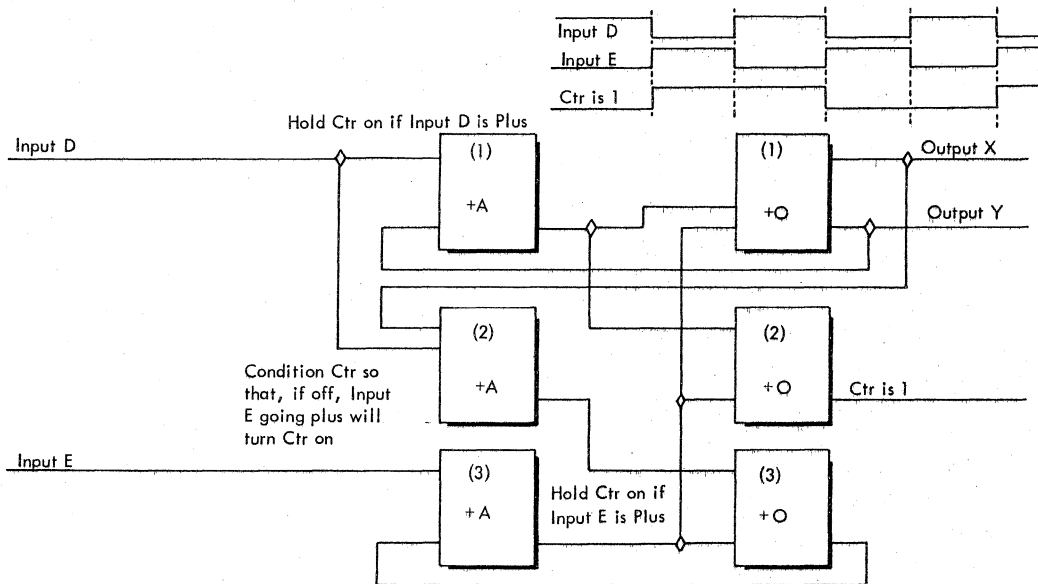 Input D
Input E
Ctr is 1
Hold Ctr on if Input D is Plus
Input D
(1)
+A
(1)
+O
Output X
Output Y
(2)
+A
(2)
+O
Condition Ctr so
that, if off, Input
E going plus will
turn Ctr on
Ctr is 1
Input E
(3)
+A
Hold Ctr on if
Input E is Plus
(3)
+O